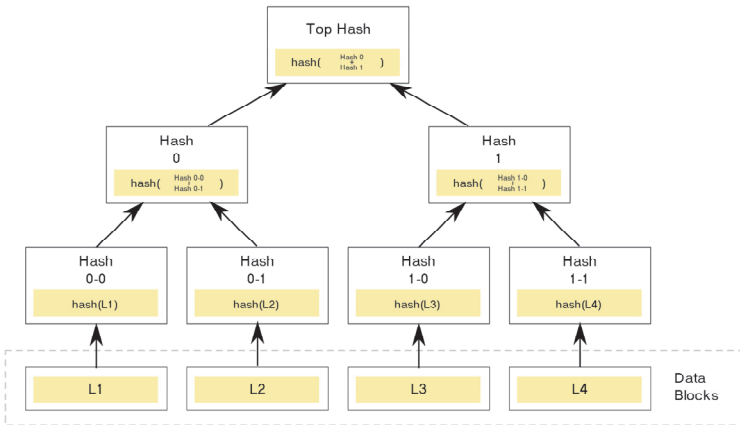 Top Hash
hash( Hash 0 + Hash 1 )
Hash
0
hash( Hash 0-0 + Hash 0-1 )
Hash
1
hash( Hash 1-0 + Hash 1-1 )
Hash
0-0
hash(L1)
Hash
0-1
hash(L2)
Hash
1-0
hash(L3)
Hash
1-1
hash(L4)
L1
L2
L3
L4
Data
Blocks